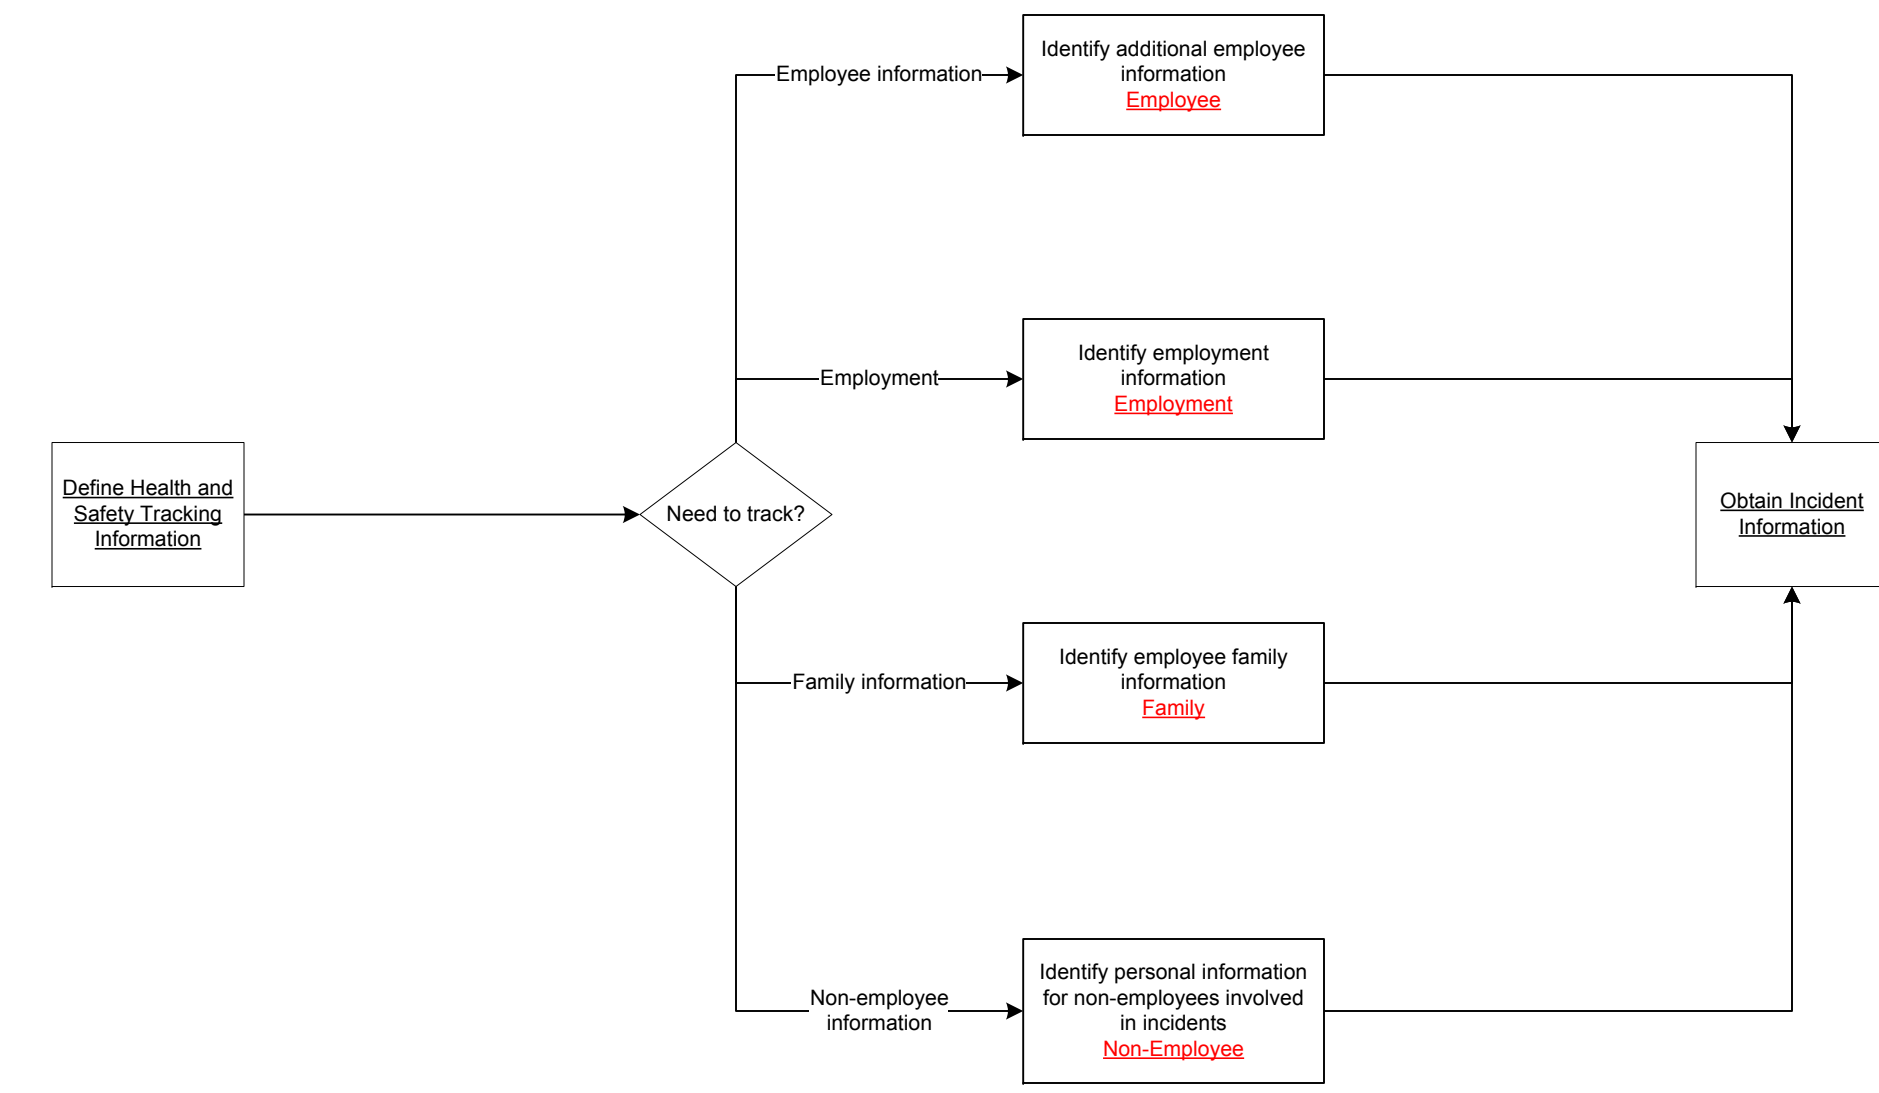 Identify additional employee
information
Employee
Employee information
Identify employment
information
Employment
Employment
Define Health and
Safety Tracking
Information
Need to track?
Obtain Incident
Information
Identify employee family
information
Family
Family information
Identify personal information
for non-employees involved
in incidents
Non-Employee
Non-employee
information